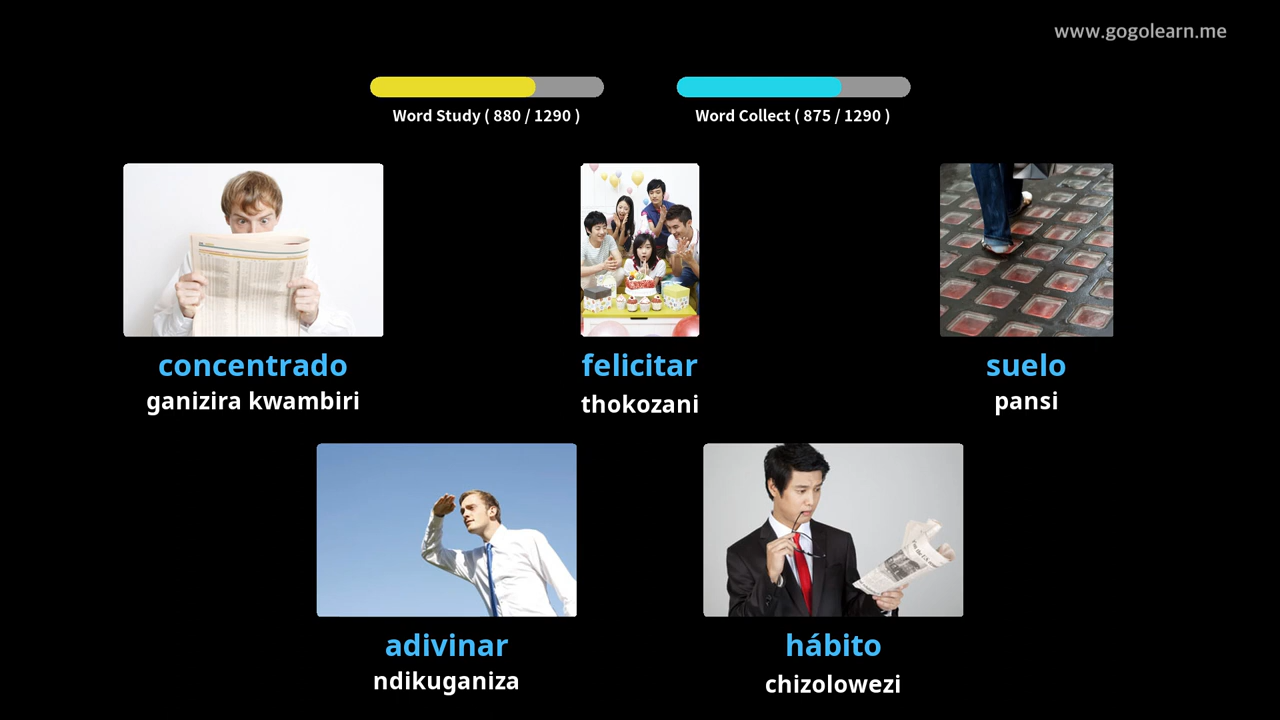 www.gogolearn.me
Word Study ( 880 / 1290 )
Word Collect ( 875 / 1290 )
concentrado
ganizira kwambiri
felicitar
thokozani
suelo
pansi
adivinar
ndikuganiza
hábito
chizolowezi